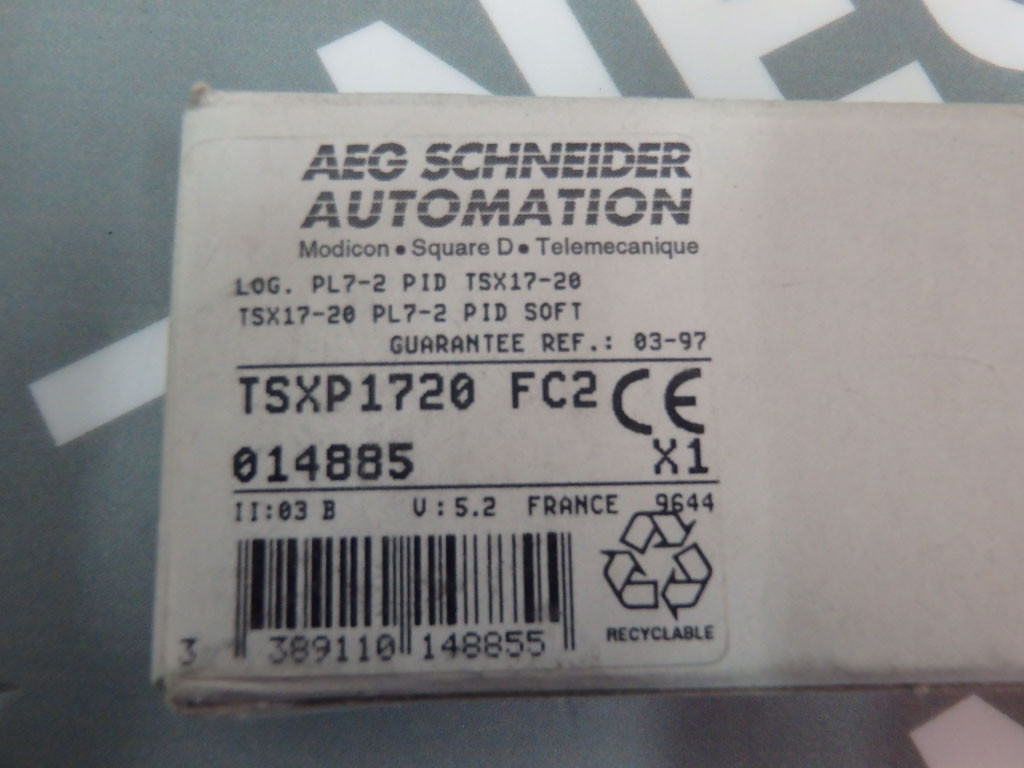 AEG SCHNEIDER
AUTOMATION
Modicon • Square D • Telemecanique
LOG. PL7-2 PID TSX17-20
TSX17-20 PL7-2 PID SOFT
GUARANTEE REF.: 03-97
TSXP1720 FC2 CE
014885 X1
II:03 B V:5.2 FRANCE 9644
3 389110 148855
RECYCLABLE